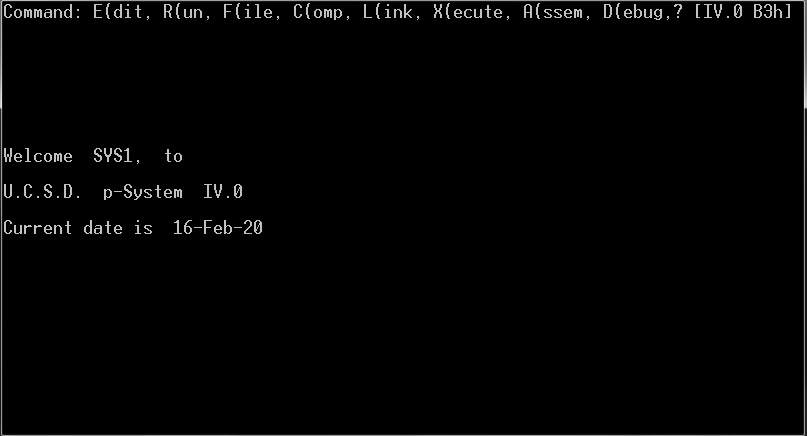 Command: E(dit, R(un, F(ile, C(omp, L(ink, X(ecute, A(ssem, D(ebug,? [IV.0 B3h]
Welcome  SYS1,  to
U.C.S.D.  p-System  IV.0
Current date is  16-Feb-20